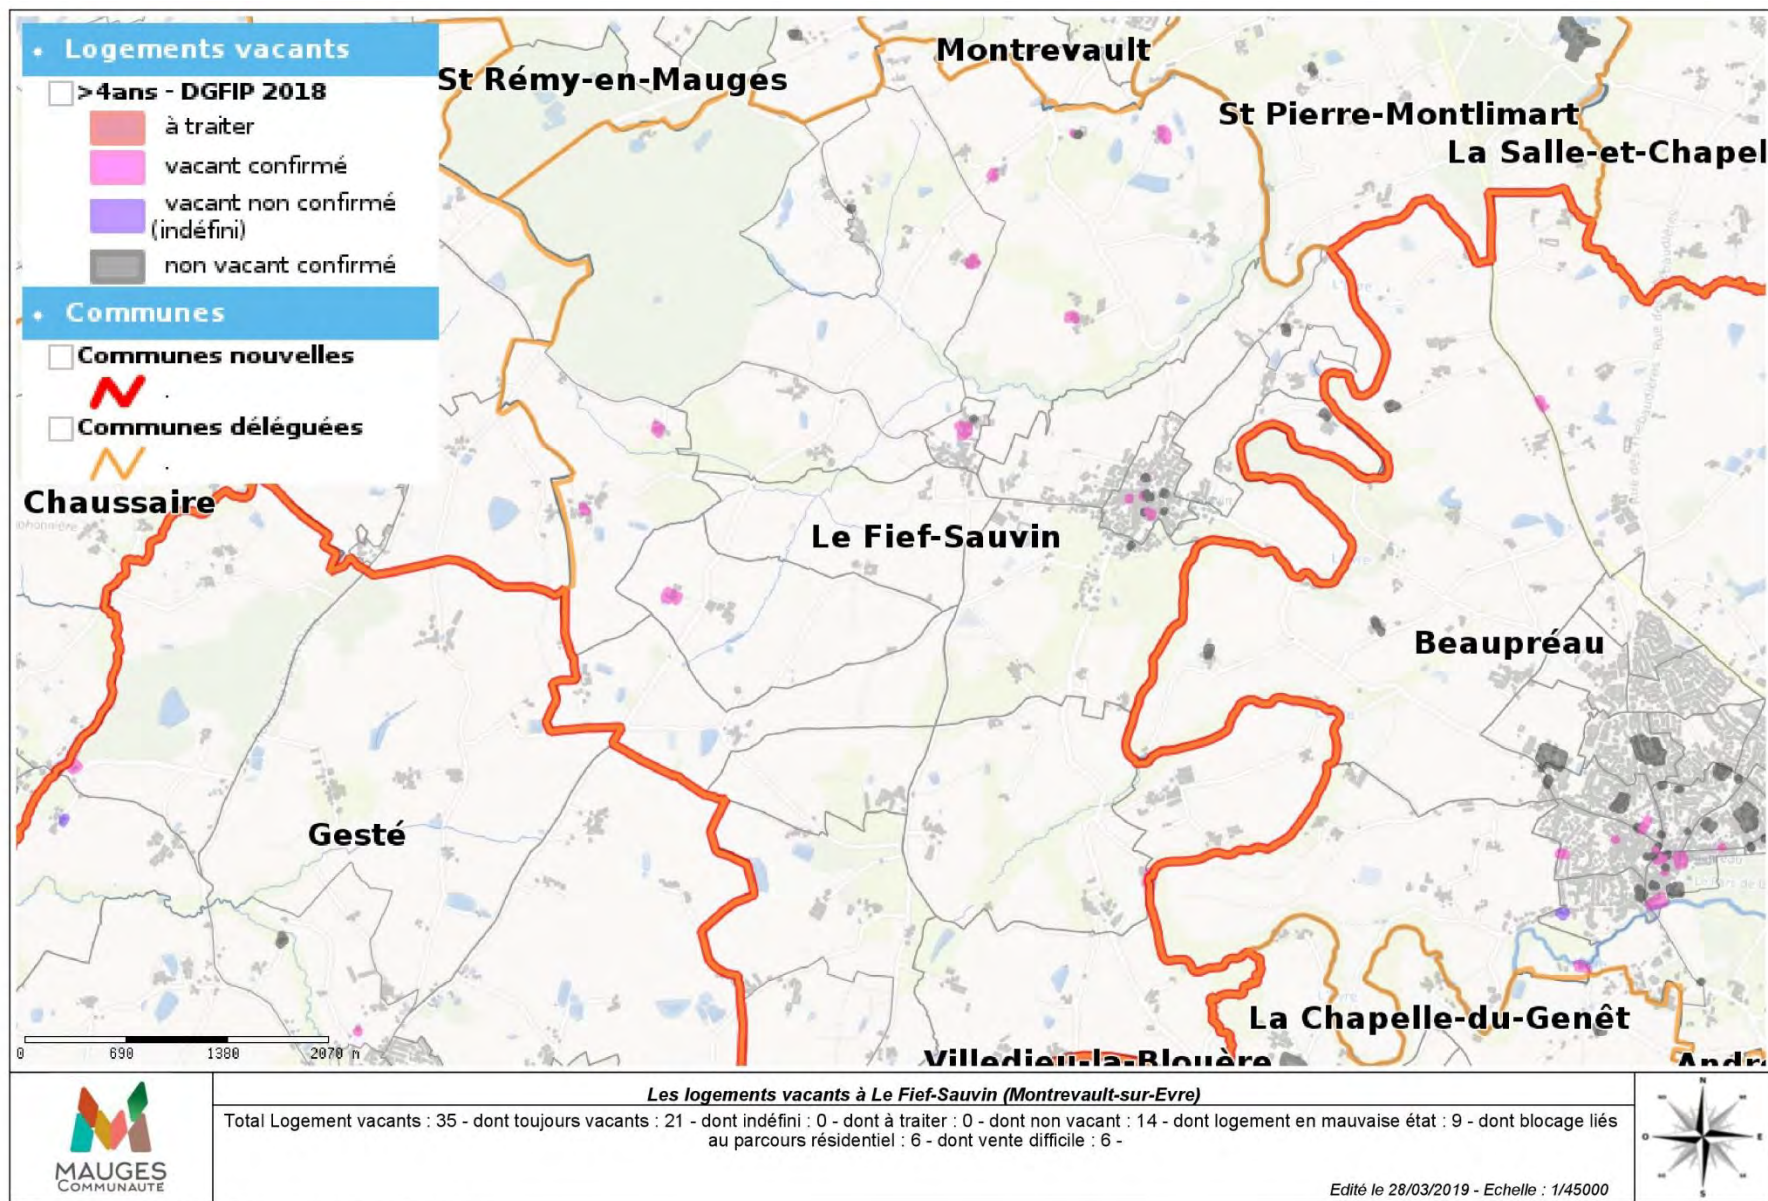 Logements vacants
>4ans - DGFIP 2018
à traiter
vacant confirmé
vacant non confirmé
(indéfini)
non vacant confirmé
Communes
Communes nouvelles
.
Communes déléguées
.
St Rémy-en-Mauges
Montrevault
St Pierre-Montlimart
La Salle-et-Chapel
Chaussaire
Le Fief-Sauvin
Beaupréau
Gesté
La Chapelle-du-Genêt
Villedieu-la-Blouère
Andr
0 690 1380 2070 m
MAUGES
COMMUNAUTÉ
Les logements vacants à Le Fief-Sauvin (Montrevault-sur-Evre)
Total Logement vacants : 35 - dont toujours vacants : 21 - dont indéfini : 0 - dont à traiter : 0 - dont non vacant : 14 - dont logement en mauvaise état : 9 - dont blocage liés
au parcours résidentiel : 6 - dont vente difficile : 6 -
Edité le 28/03/2019 - Echelle : 1/45000
N
O E
S